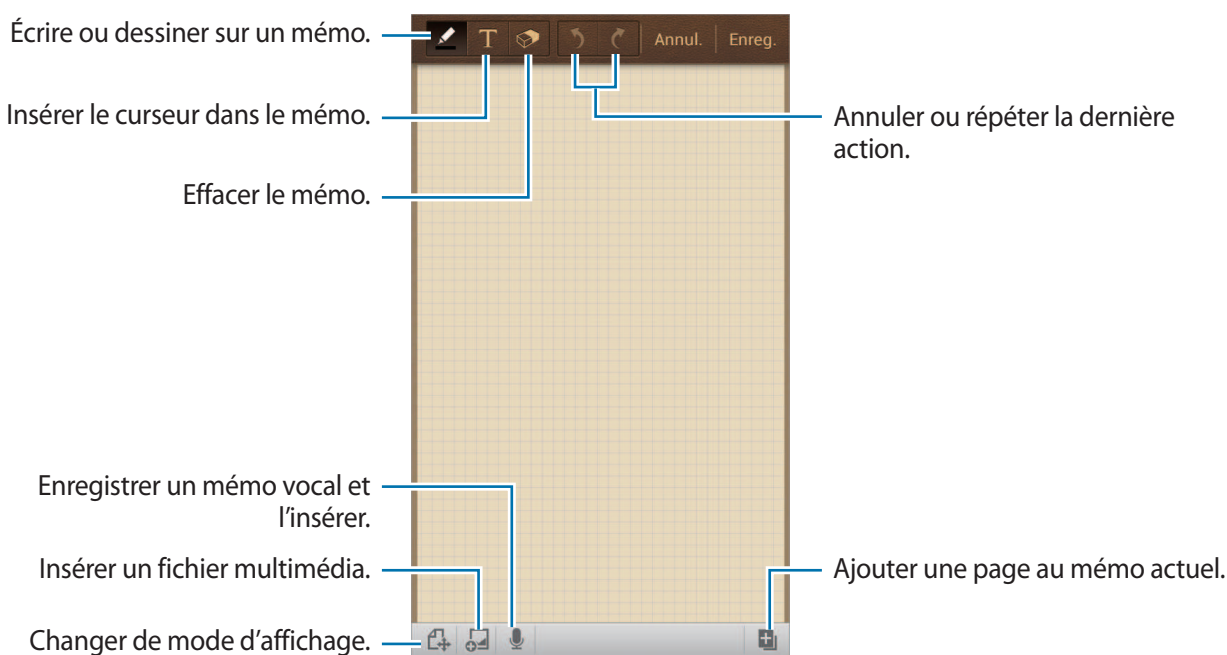 Écrire ou dessiner sur un mémo.
T
Annul.
Enreg.
Insérer le curseur dans le mémo.
Annuler ou répéter la dernière
action.
Effacer le mémo.
Enregistrer un mémo vocal et
l'insérer.
Insérer un fichier multimédia.
Ajouter une page au mémo actuel.
Changer de mode d'affichage.